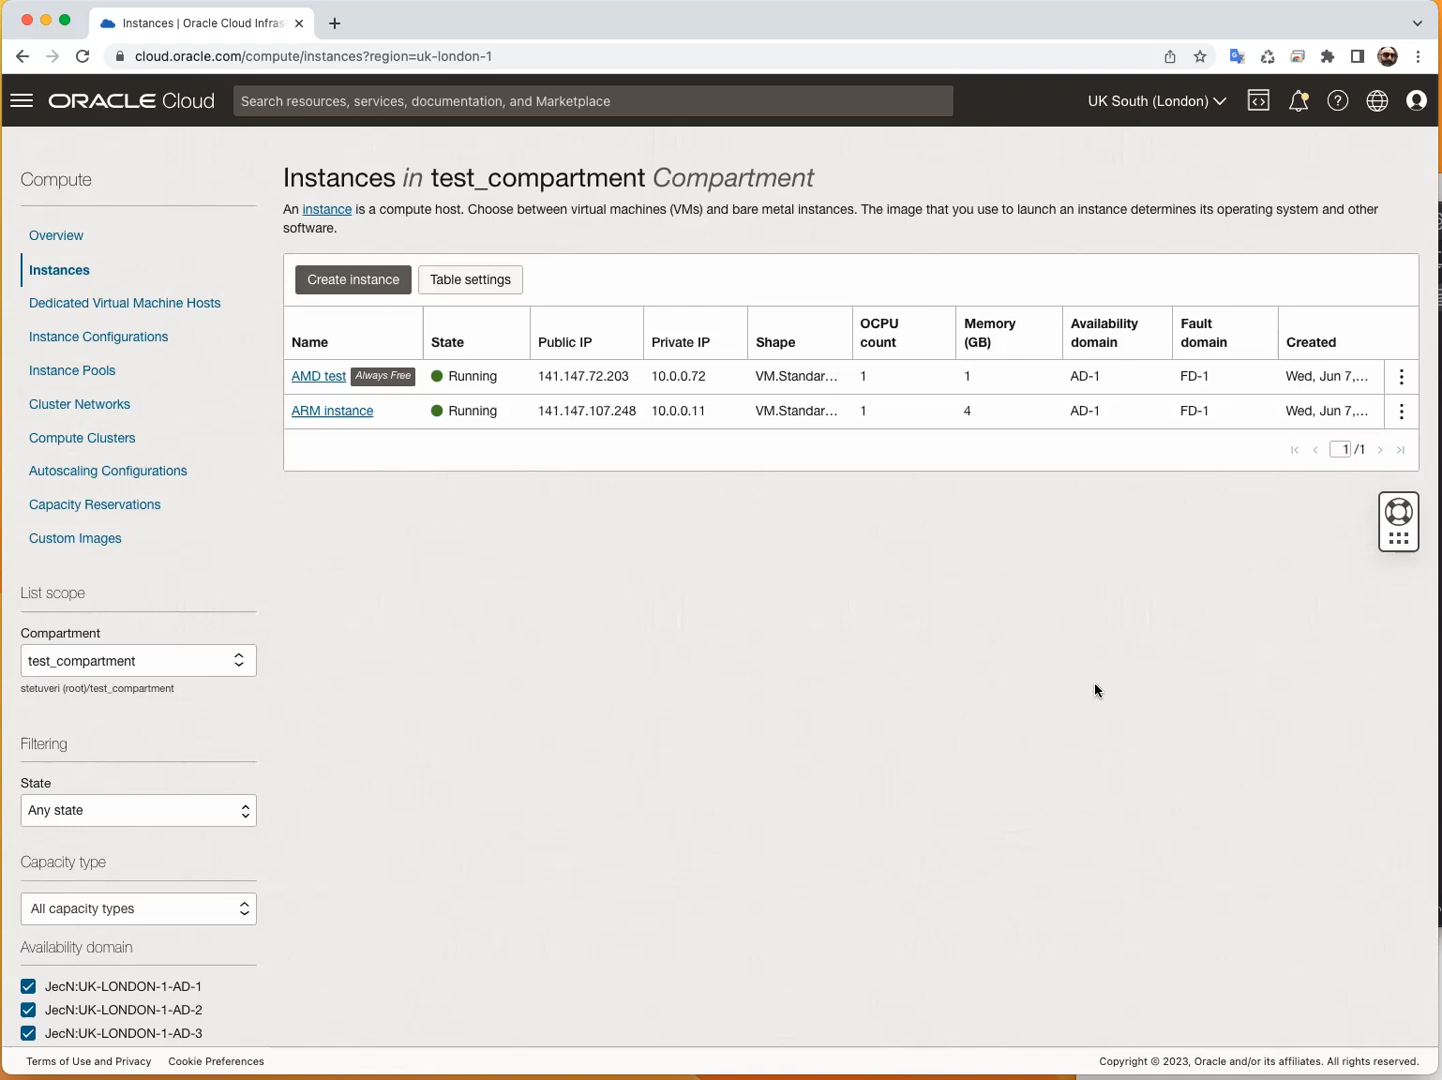 Instances | Oracle Cloud Infras
cloud.oracle.com/compute/instances?region=uk-london-1
ORACLE Cloud
Search resources, services, documentation, and Marketplace
UK South (London)
Compute
Overview
Instances
Dedicated Virtual Machine Hosts
Instance Configurations
Instance Pools
Cluster Networks
Compute Clusters
Autoscaling Configurations
Capacity Reservations
Custom Images
List scope
Compartment
test_compartment
stetuveri (root)/test_compartment
Filtering
State
Any state
Capacity type
All capacity types
Availability domain
JecN:UK-LONDON-1-AD-1
JecN:UK-LONDON-1-AD-2
JecN:UK-LONDON-1-AD-3
Instances in test_compartment Compartment
An instance is a compute host. Choose between virtual machines (VMs) and bare metal instances. The image that you use to launch an instance determines its operating system and other
software.
Create instance Table settings
Name State Public IP Private IP Shape OCPU count Memory (GB) Availability domain Fault domain Created
AMD test Always Free Running 141.147.72.203 10.0.0.72 VM.Standar... 1 1 AD-1 FD-1 Wed, Jun 7,...
ARM instance Running 141.147.107.248 10.0.0.11 VM.Standar... 1 4 AD-1 FD-1 Wed, Jun 7,...
1 /1
Terms of Use and Privacy Cookie Preferences
Copyright © 2023, Oracle and/or its affiliates. All rights reserved.